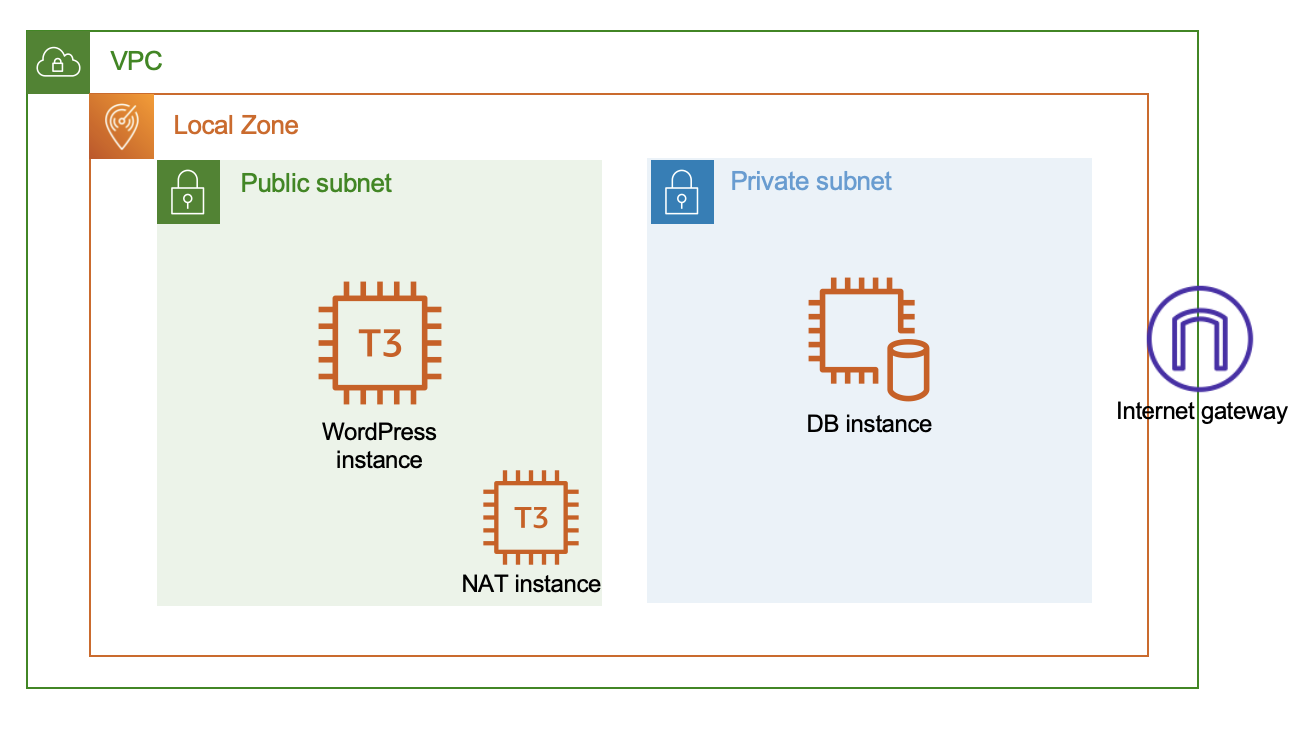 VPC
Local Zone
Public subnet
Private subnet
T3
WordPress
instance
DB instance
Internet gateway
T3
NAT instance